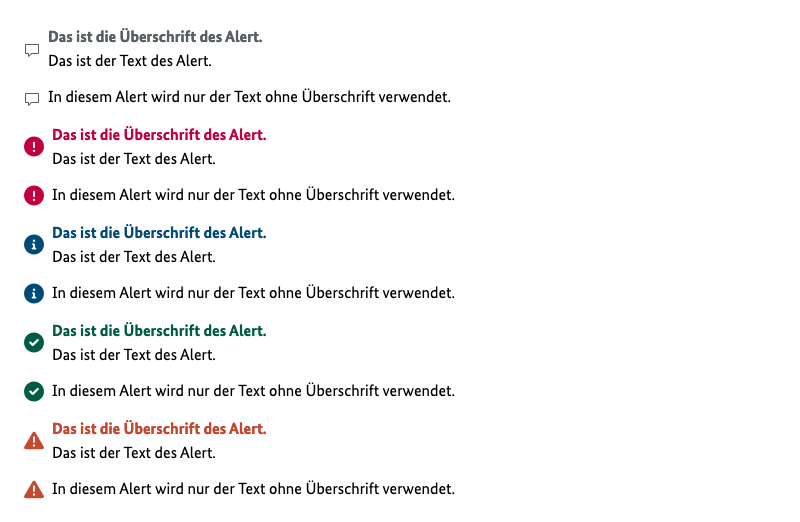 Das ist die Überschrift des Alert.
Das ist der Text des Alert.
In diesem Alert wird nur der Text ohne Überschrift verwendet.
Das ist die Überschrift des Alert.
Das ist der Text des Alert.
In diesem Alert wird nur der Text ohne Überschrift verwendet.
Das ist die Überschrift des Alert.
Das ist der Text des Alert.
In diesem Alert wird nur der Text ohne Überschrift verwendet.
Das ist die Überschrift des Alert.
Das ist der Text des Alert.
In diesem Alert wird nur der Text ohne Überschrift verwendet.
Das ist die Überschrift des Alert.
Das ist der Text des Alert.
In diesem Alert wird nur der Text ohne Überschrift verwendet.